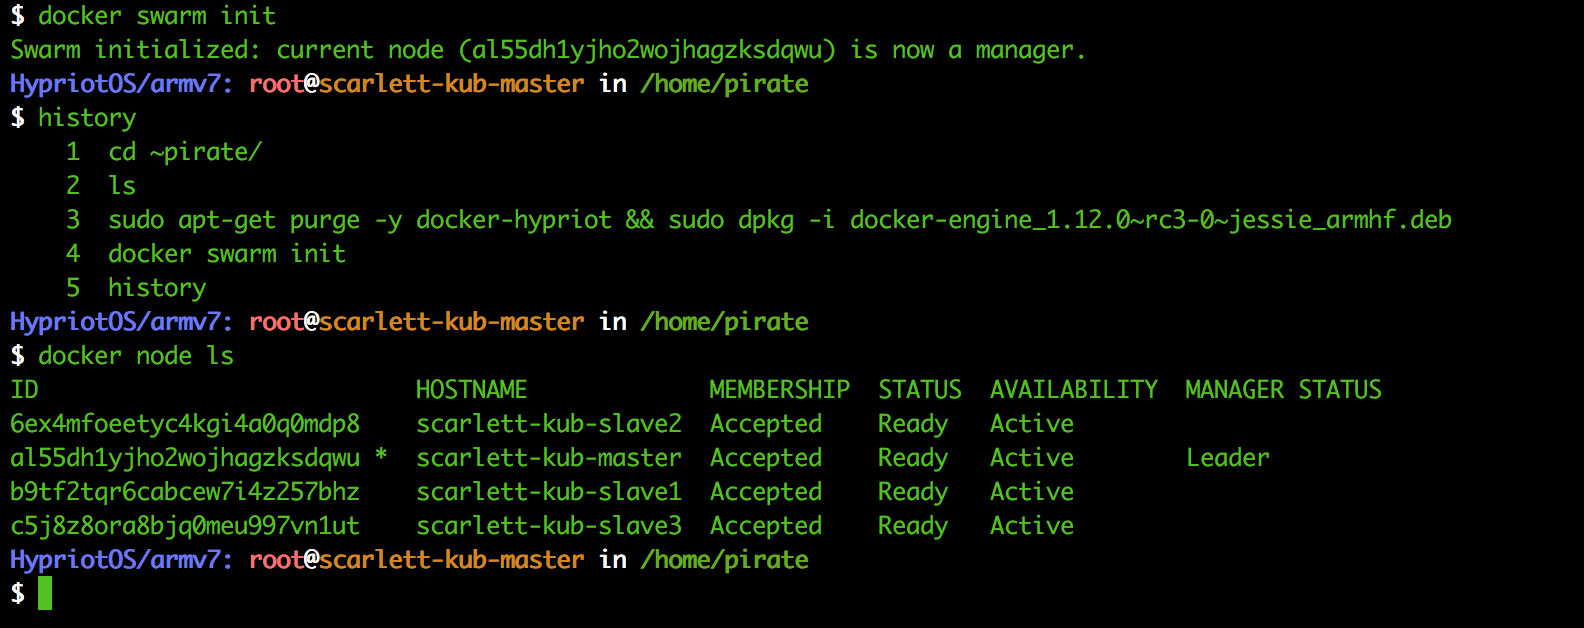 $ docker swarm init
Swarm initialized: current node (al55dh1yjho2wojhagzksdqwu) is now a manager.
HypriotOS/armv7: root@scarlett-kub-master in /home/pirate
$ history
    1  cd ~pirate/
    2  ls
    3  sudo apt-get purge -y docker-hypriot && sudo dpkg -i docker-engine_1.12.0~rc3-0~jessie_armhf.deb
    4  docker swarm init
    5  history
HypriotOS/armv7: root@scarlett-kub-master in /home/pirate
$ docker node ls
ID                           HOSTNAME             MEMBERSHIP  STATUS  AVAILABILITY  MANAGER STATUS
6ex4mfoeetyc4kgi4a0q0mdp8    scarlett-kub-slave2  Accepted    Ready   Active
al55dh1yjho2wojhagzksdqwu *  scarlett-kub-master  Accepted    Ready   Active        Leader
b9tf2tqr6cabcew7i4z257bhz    scarlett-kub-slave1  Accepted    Ready   Active
c5j8z8ora8bjq0meu997vn1ut    scarlett-kub-slave3  Accepted    Ready   Active
HypriotOS/armv7: root@scarlett-kub-master in /home/pirate
$